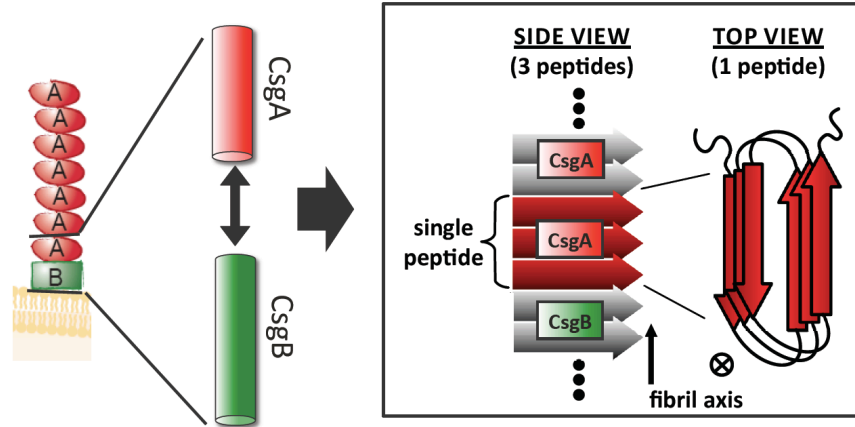 A
A
A
A
A
A
A
B
CsgA
CsgB
SIDE VIEW
(3 peptides)
TOP VIEW
(1 peptide)
CsgA
single
peptide
CsgA
CsgB
fibril axis